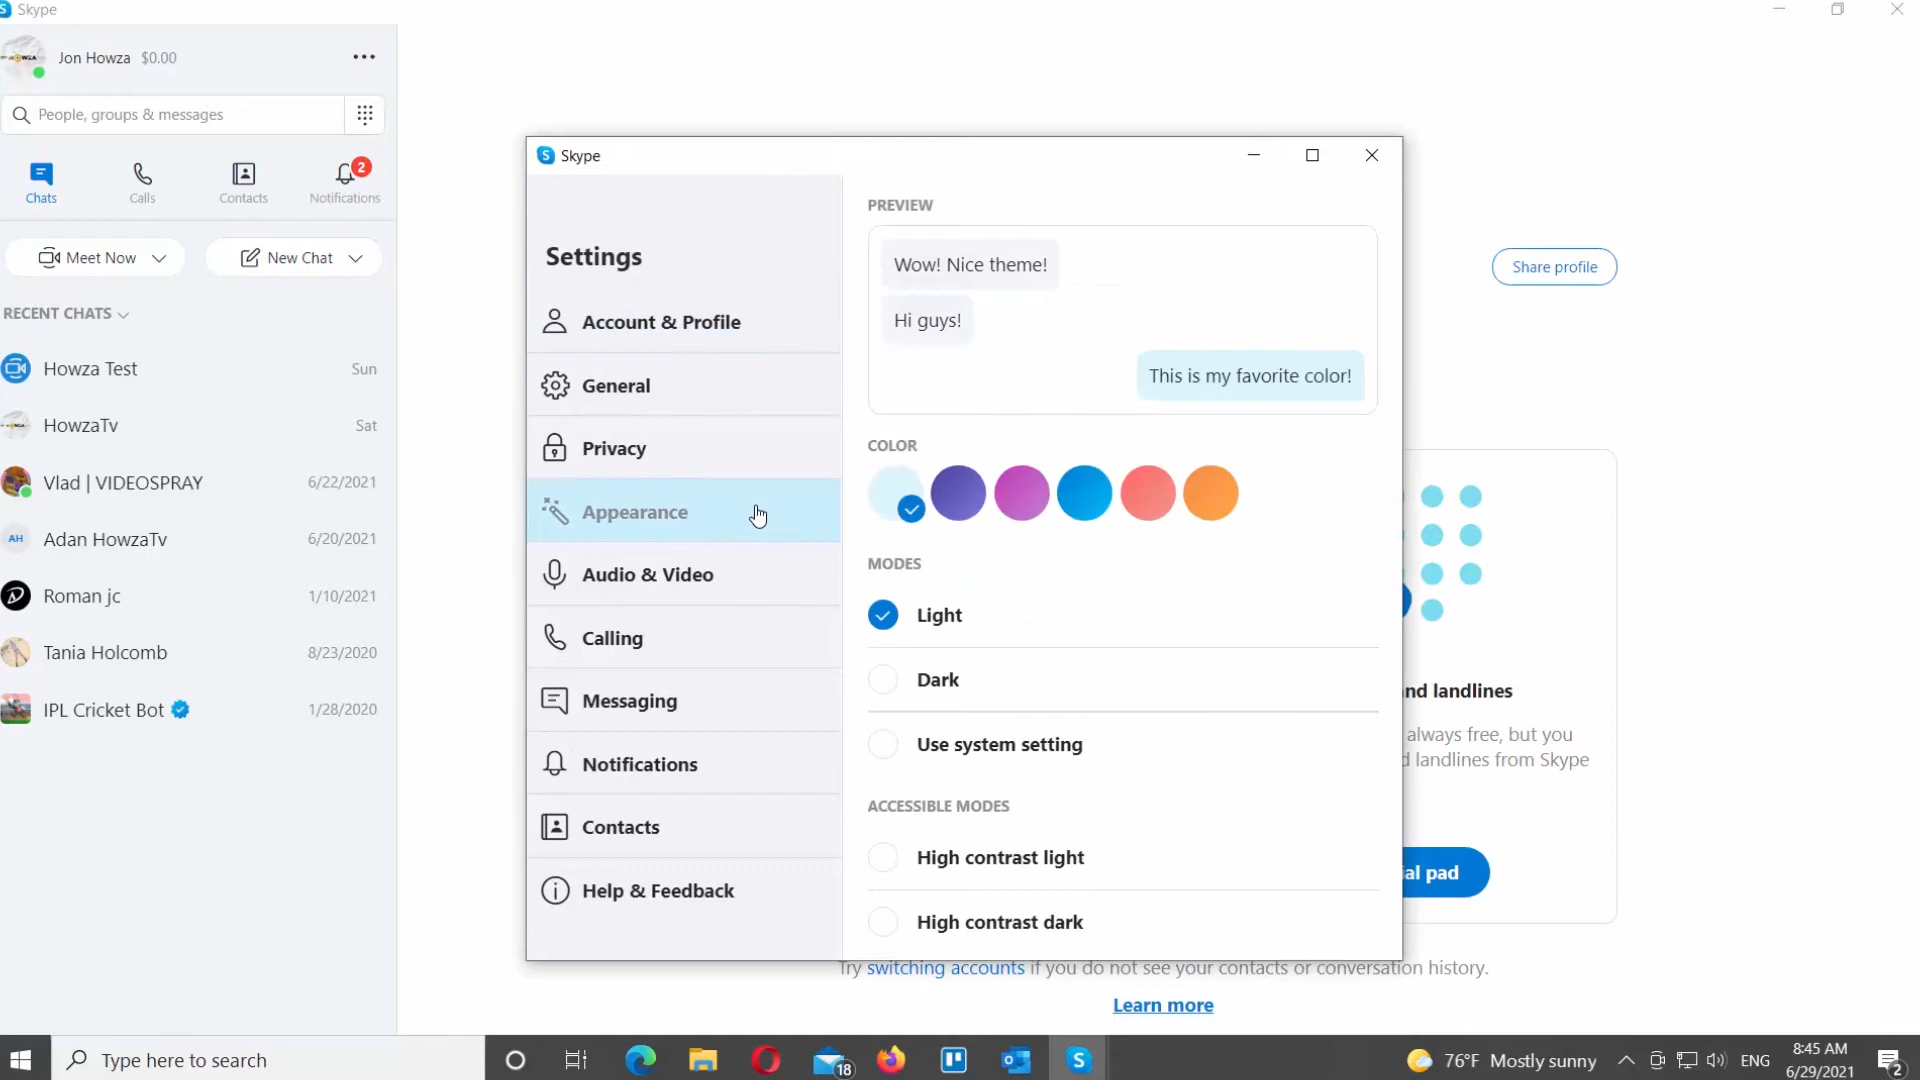 Skype
Jon Howza $0.00
People, groups & messages
Chats
Calls
Contacts
Notifications
2
Meet Now
New Chat
RECENT CHATS
Howza Test Sun
HowzaTv Sat
Vlad | VIDEOSPRAY 6/22/2021
AH Adan HowzaTv 6/20/2021
Roman jc 1/10/2021
Tania Holcomb 8/23/2020
IPL Cricket Bot 1/28/2020
Skype
Settings
Account & Profile
General
Privacy
Appearance
Audio & Video
Calling
Messaging
Notifications
Contacts
Help & Feedback
PREVIEW
Wow! Nice theme!
Hi guys!
This is my favorite color!
COLOR
MODES
Light
Dark
Use system setting
ACCESSIBLE MODES
High contrast light
High contrast dark
Share profile
nd landlines
always free, but you
d landlines from Skype
ial pad
Try switching accounts if you do not see your contacts or conversation history.
Learn more
Type here to search
18
76°F Mostly sunny
ENG
8:45 AM
6/29/2021
2